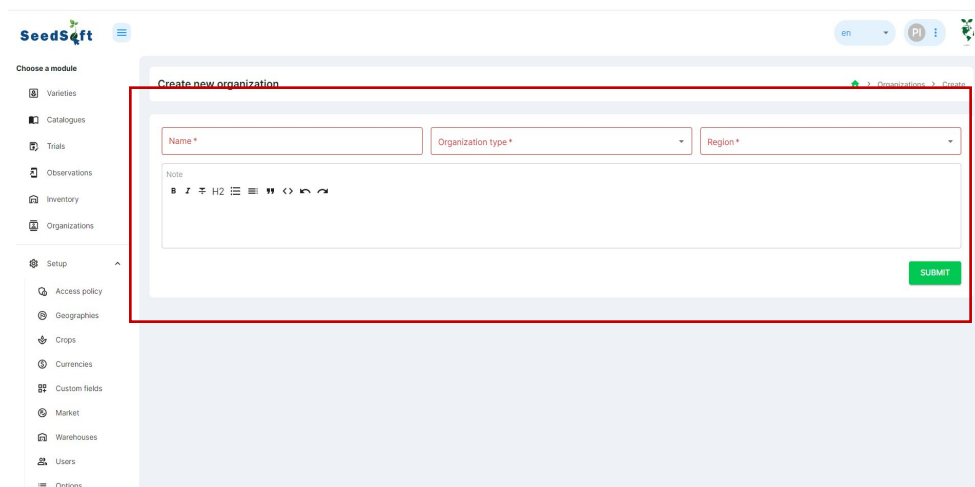 SeedSoft
en
PI
Choose a module
Varieties
Catalogues
Trials
Observations
Inventory
Organizations
Setup
Access policy
Geographies
Crops
Currencies
Custom fields
Market
Warehouses
Users
Options
Create new organization
Organizations > Create
Name *
Organization type *
Region *
Note
B I T H2
SUBMIT